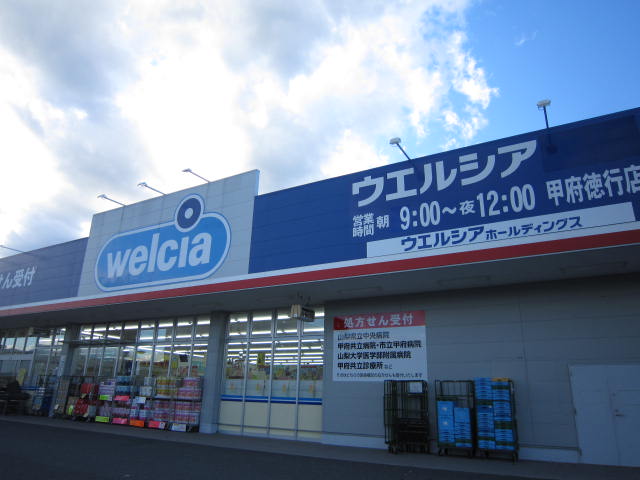 せん受付
welcia
ウエルシア
営業時間 朝 9:00～夜12:00 甲府徳行店
ウエルシアホールディングス
処方せん受付
山梨県立中央病院
甲府共立病院・市立甲府病院
山梨大学医学部附属病院
甲府共立診療所 など